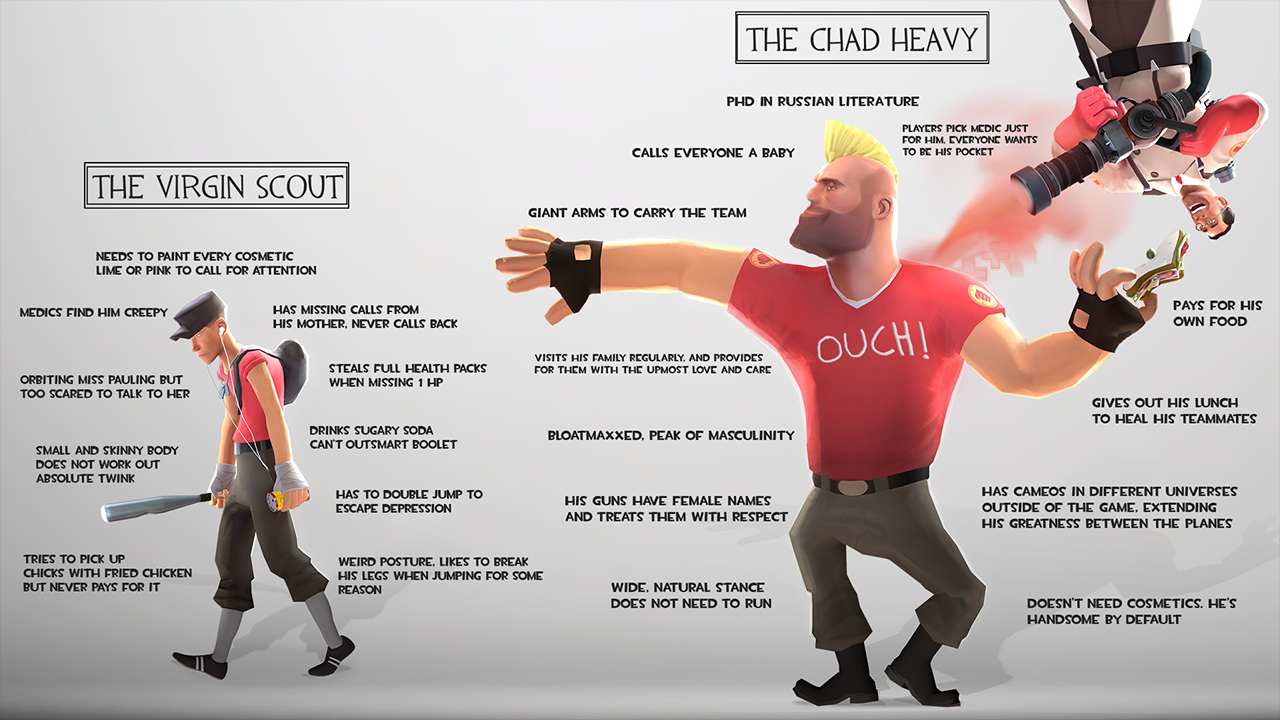 THE VIRGIN SCOUT
NEEDS TO PAINT EVERY COSMETIC
LIME OR PINK TO CALL FOR ATTENTION
MEDICS FIND HIM CREEPY
HAS MISSING CALLS FROM
HIS MOTHER, NEVER CALLS BACK
ORBITING MISS PAULING BUT
TOO SCARED TO TALK TO HER
STEALS FULL HEALTH PACKS
WHEN MISSING 1 HP
DRINKS SUGARY SODA
CAN'T OUTSMART BOOLET
SMALL AND SKINNY BODY
DOES NOT WORK OUT
ABSOLUTE TWINK
HAS TO DOUBLE JUMP TO
ESCAPE DEPRESSION
TRIES TO PICK UP
CHICKS WITH FRIED CHICKEN
BUT NEVER PAYS FOR IT
WEIRD POSTURE, LIKES TO BREAK
HIS LEGS WHEN JUMPING FOR SOME
REASON
THE CHAD HEAVY
PHD IN RUSSIAN LITERATURE
CALLS EVERYONE A BABY
PLAYERS PICK MEDIC JUST
FOR HIM, EVERYONE WANTS
TO BE HIS POCKET
GIANT ARMS TO CARRY THE TEAM
PAYS FOR HIS
OWN FOOD
OUCH!
VISITS HIS FAMILY REGULARLY, AND PROVIDES
FOR THEM WITH THE UPMOST LOVE AND CARE
GIVES OUT HIS LUNCH
TO HEAL HIS TEAMMATES
BLOATMAXXED, PEAK OF MASCULINITY
HIS GUNS HAVE FEMALE NAMES
AND TREATS THEM WITH RESPECT
HAS CAMEOS IN DIFFERENT UNIVERSES
OUTSIDE OF THE GAME, EXTENDING
HIS GREATNESS BETWEEN THE PLANES
WIDE, NATURAL STANCE
DOES NOT NEED TO RUN
DOESN'T NEED COSMETICS. HE'S
HANDSOME BY DEFAULT